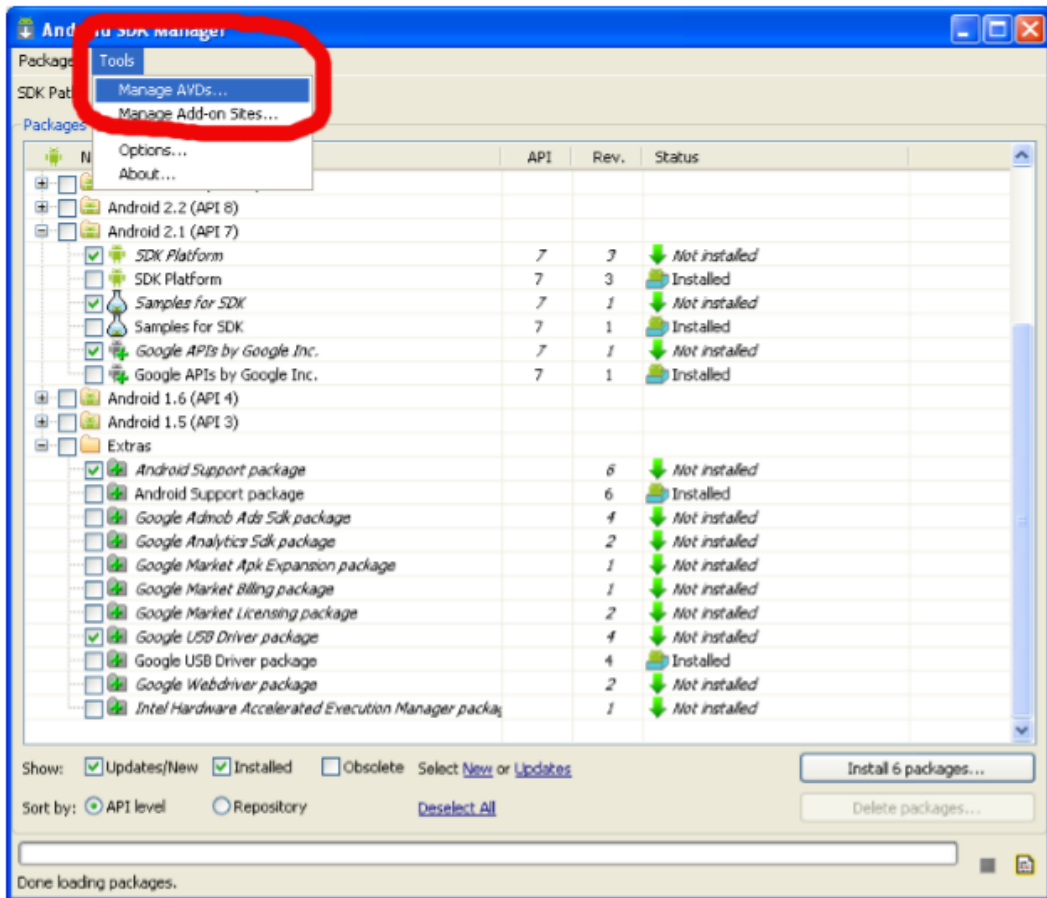 Android SDK Manager
Package Tools
SDK Pat Manage AVDs...
Manage Add-on Sites...
Packages
Options...
About...
N API Rev. Status
Android 2.2 (API 8)
Android 2.1 (API 7)
SDK Platform 7 3 Not installed
SDK Platform 7 3 Installed
Samples for SDK 7 1 Not installed
Samples for SDK 7 1 Installed
Google APIs by Google Inc. 7 1 Not installed
Google APIs by Google Inc. 7 1 Installed
Android 1.6 (API 4)
Android 1.5 (API 3)
Extras
Android Support package 6 Not installed
Android Support package 6 Installed
Google Admob Ads Sdk package 4 Not installed
Google Analytics Sdk package 2 Not installed
Google Market Apk Expansion package 1 Not installed
Google Market Billing package 1 Not installed
Google Market Licensing package 2 Not installed
Google USB Driver package 4 Not installed
Google USB Driver package 4 Installed
Google Webdriver package 2 Not installed
Intel Hardware Accelerated Execution Manager packag 1 Not installed
Show: Updates/New Installed Obsolete Select New or Updates Install 6 packages...
Sort by: API level Repository Deselect All Delete packages...
Done loading packages.